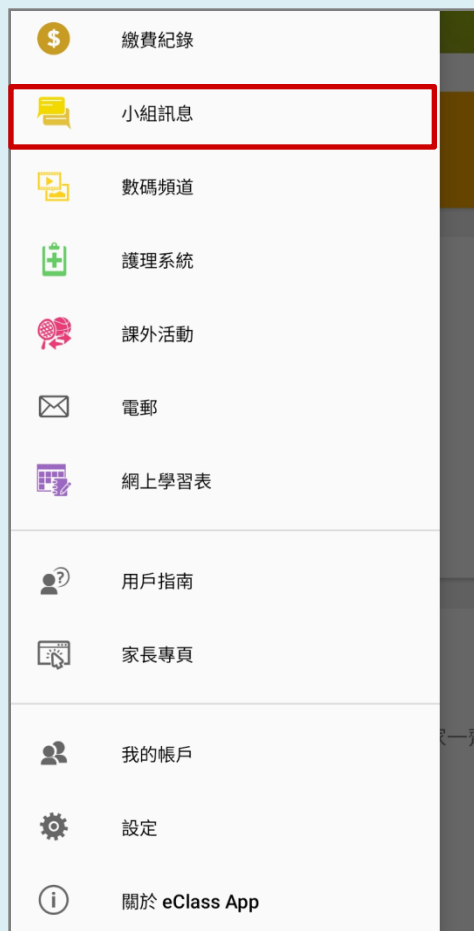 繳費紀錄
小組訊息
數碼頻道
護理系統
課外活動
電郵
網上學習表
用戶指南
家長專頁
我的帳戶
設定
關於 eClass App